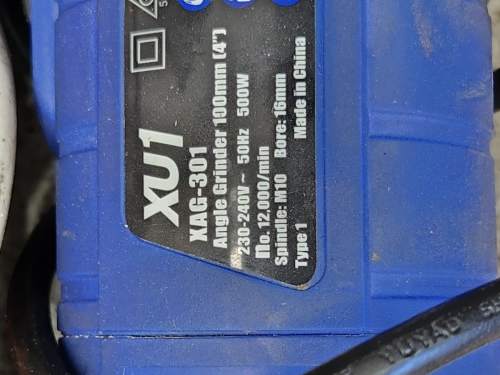 XU1
XAG-301
Angle Grinder 100mm (4")
230-240V ~ 50Hz 500W
no. 12,000/min
Spindle: M10 Bore: 16mm
Type 1 Made in China
YUYAO